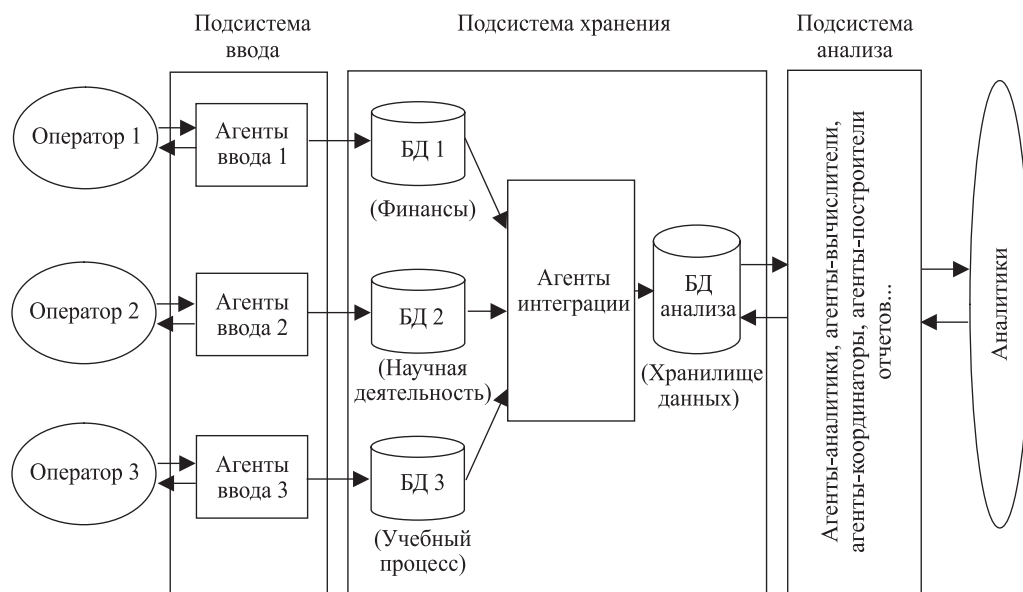 Подсистема
ввода
Подсистема хранения
Подсистема
анализа
Оператор 1
Агенты
ввода 1
БД 1
(Финансы)
Оператор 2
Агенты
ввода 2
БД 2
(Научная
деятельность)
Оператор 3
Агенты
ввода 3
БД 3
(Учебный
процесс)
Агенты
интеграции
БД
анализа
(Хранилище
данных)
Агенты-аналитики, агенты-вычислители,
агенты-координаторы, агенты-построители
отчетов...
Аналитики